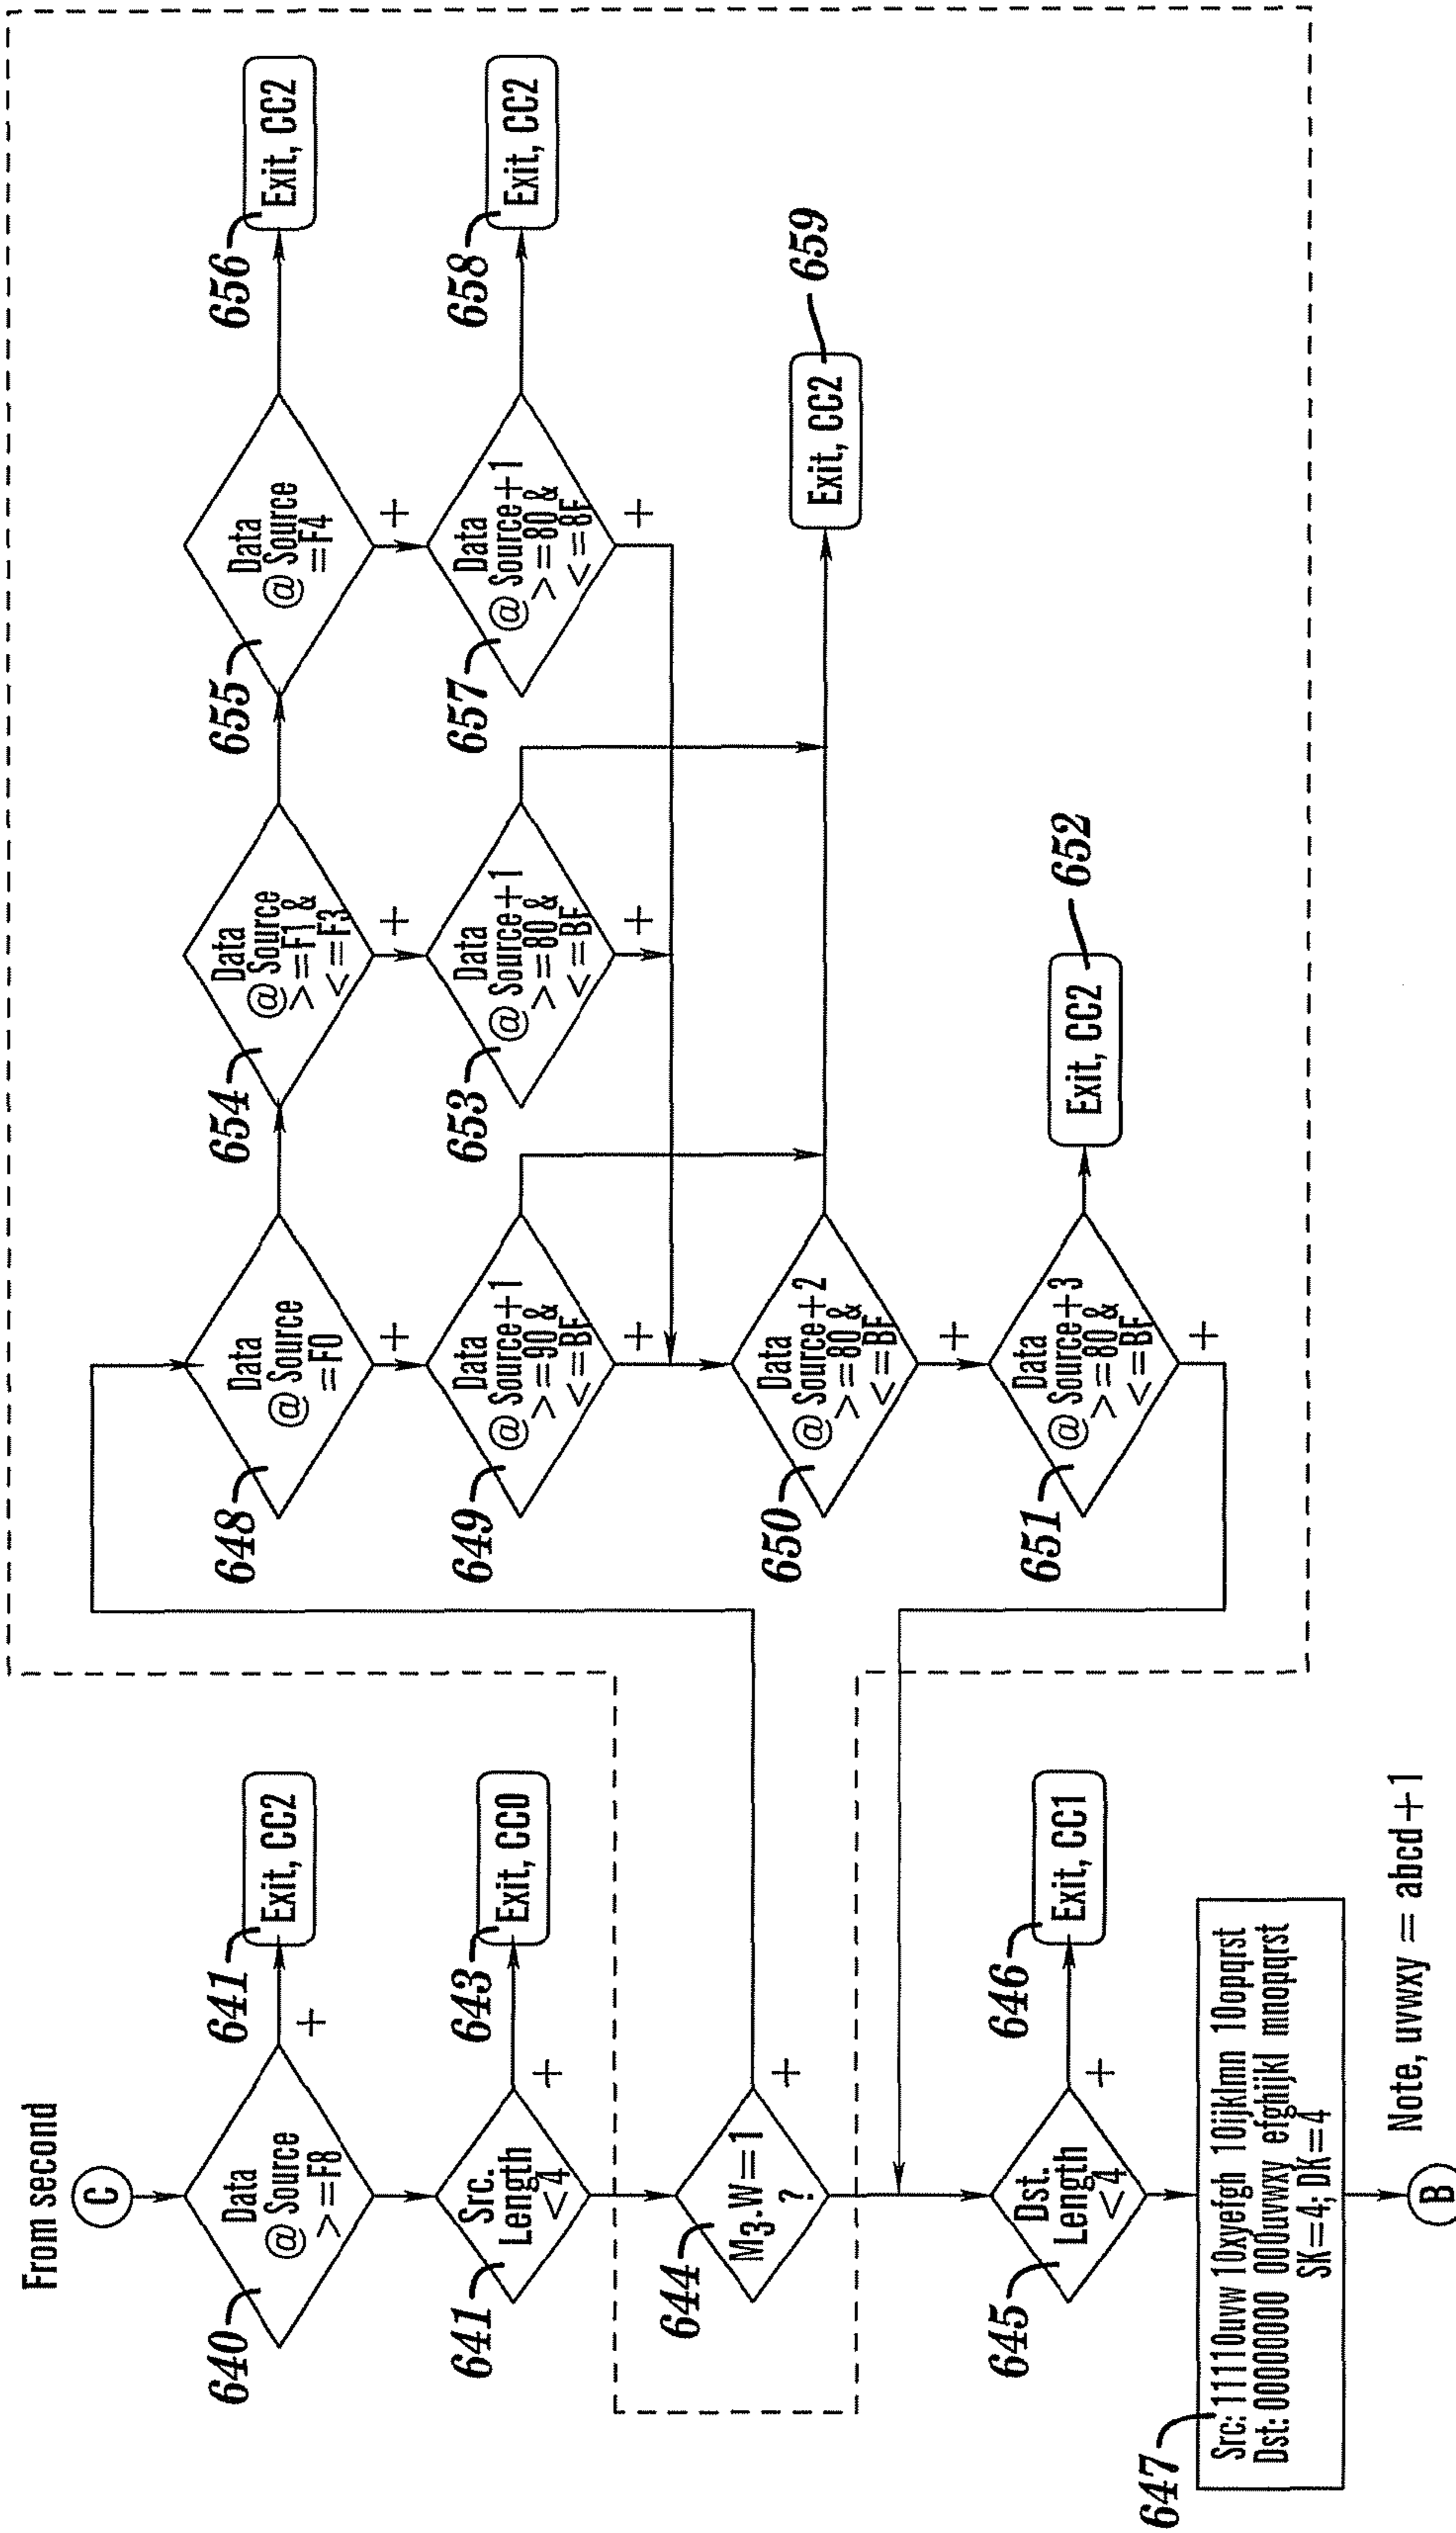 From second
C
640
Data
@ Source
>=F8
+
641
Exit, CC2
641
Src.
Length
<4
+
643
Exit, CC0
644
M3.W=1
?
+
645
Dst.
Length
<4
+
646
Exit, CC1
647
Src: 11110uvw 10xyefgh 10ijklmn 10opqrst
Dst: 00000000 000uvwxy efghijkl mnopqrst
SK=4; DK=4
B
Note, uvwxy = abcd+1
648
Data
@ Source
=F0
+
654
Data
@ Source
>=F1 &
<=F3
+
655
Data
@ Source
=F4
+
656
Exit, CC2
649
Data
@ Source+1
>=90 &
<=BF
+
653
Data
@ Source+1
>=80 &
<=BF
+
657
Data
@ Source+1
>=80 &
<=8F
+
658
Exit, CC2
650
Data
@ Source+2
>=80 &
<=BF
+
Exit, CC2
659
651
Data
@ Source+3
>=80 &
<=BF
+
Exit, CC2
652